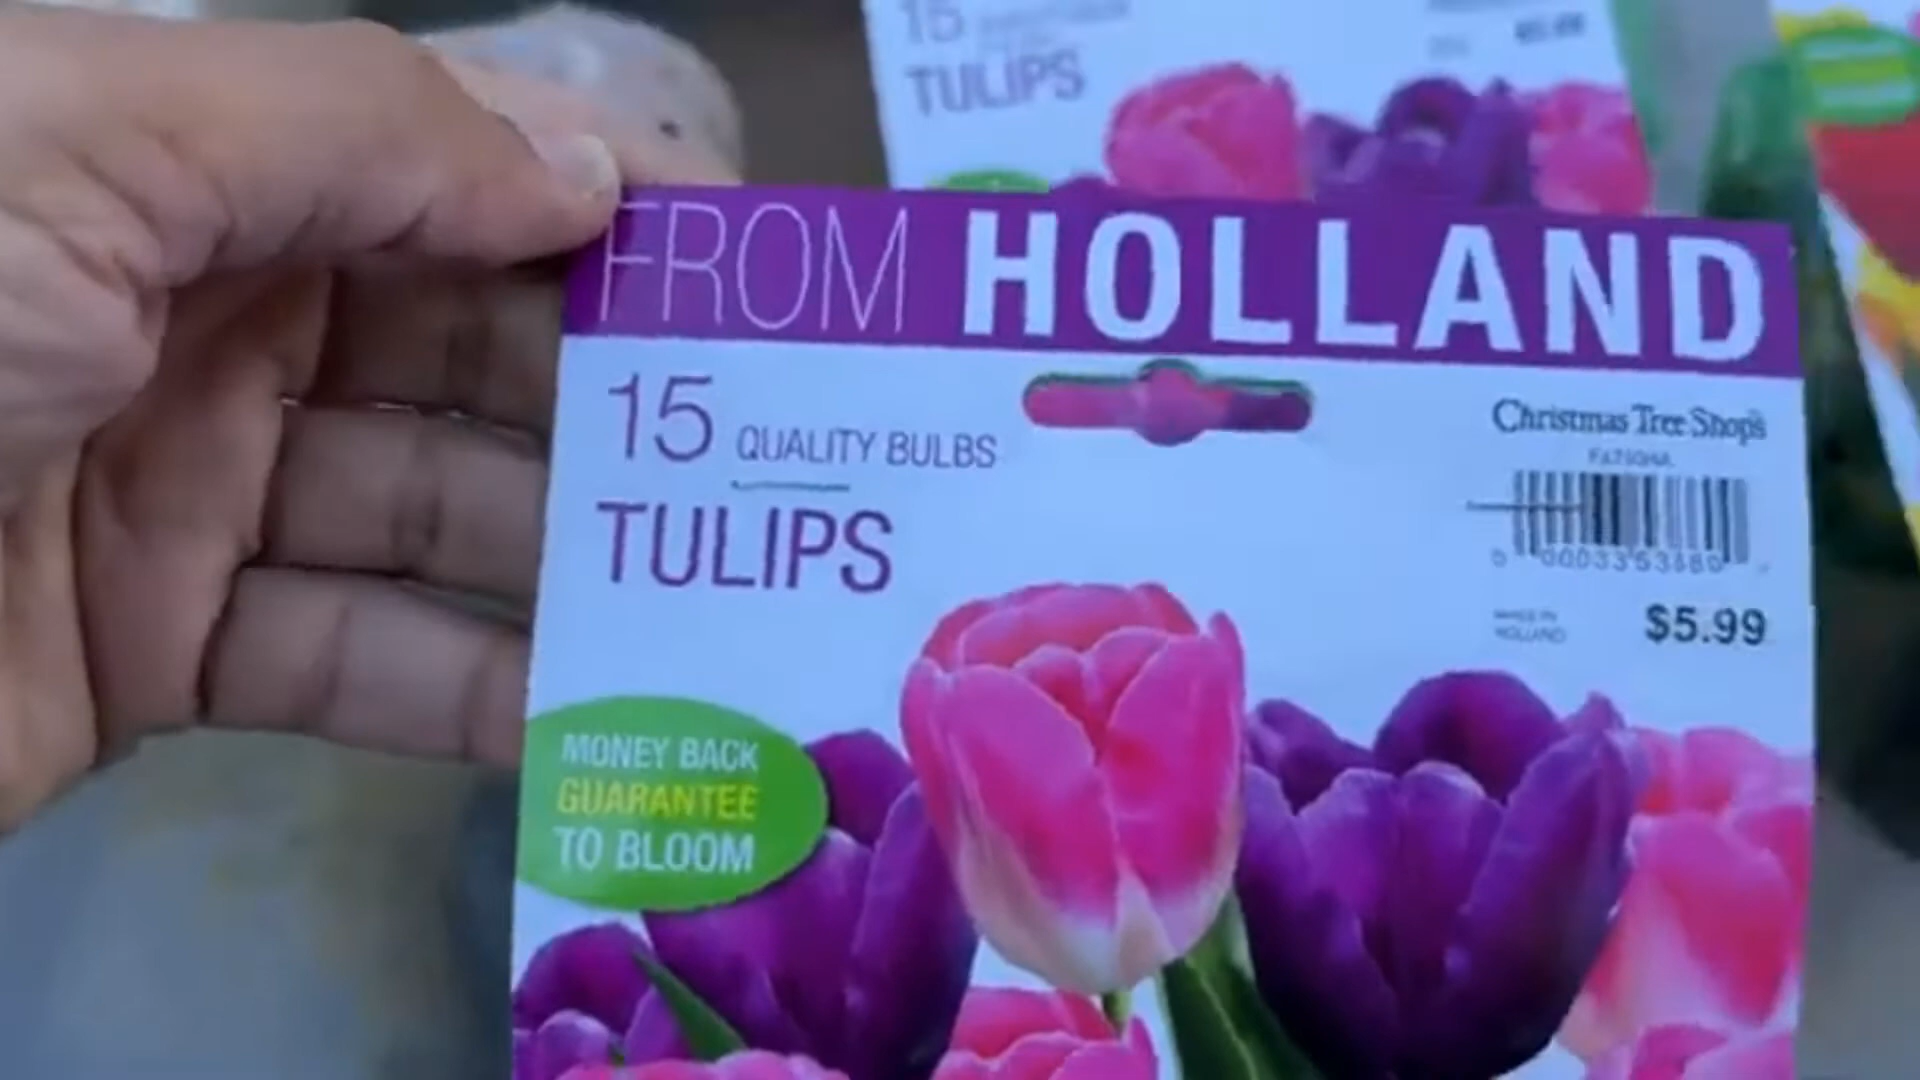 15
TULIPS
FROM HOLLAND
15 QUALITY BULBS
TULIPS
Christmas Tree Shops
MADE IN
HOLLAND
$5.99
MONEY BACK
GUARANTEE
TO BLOOM